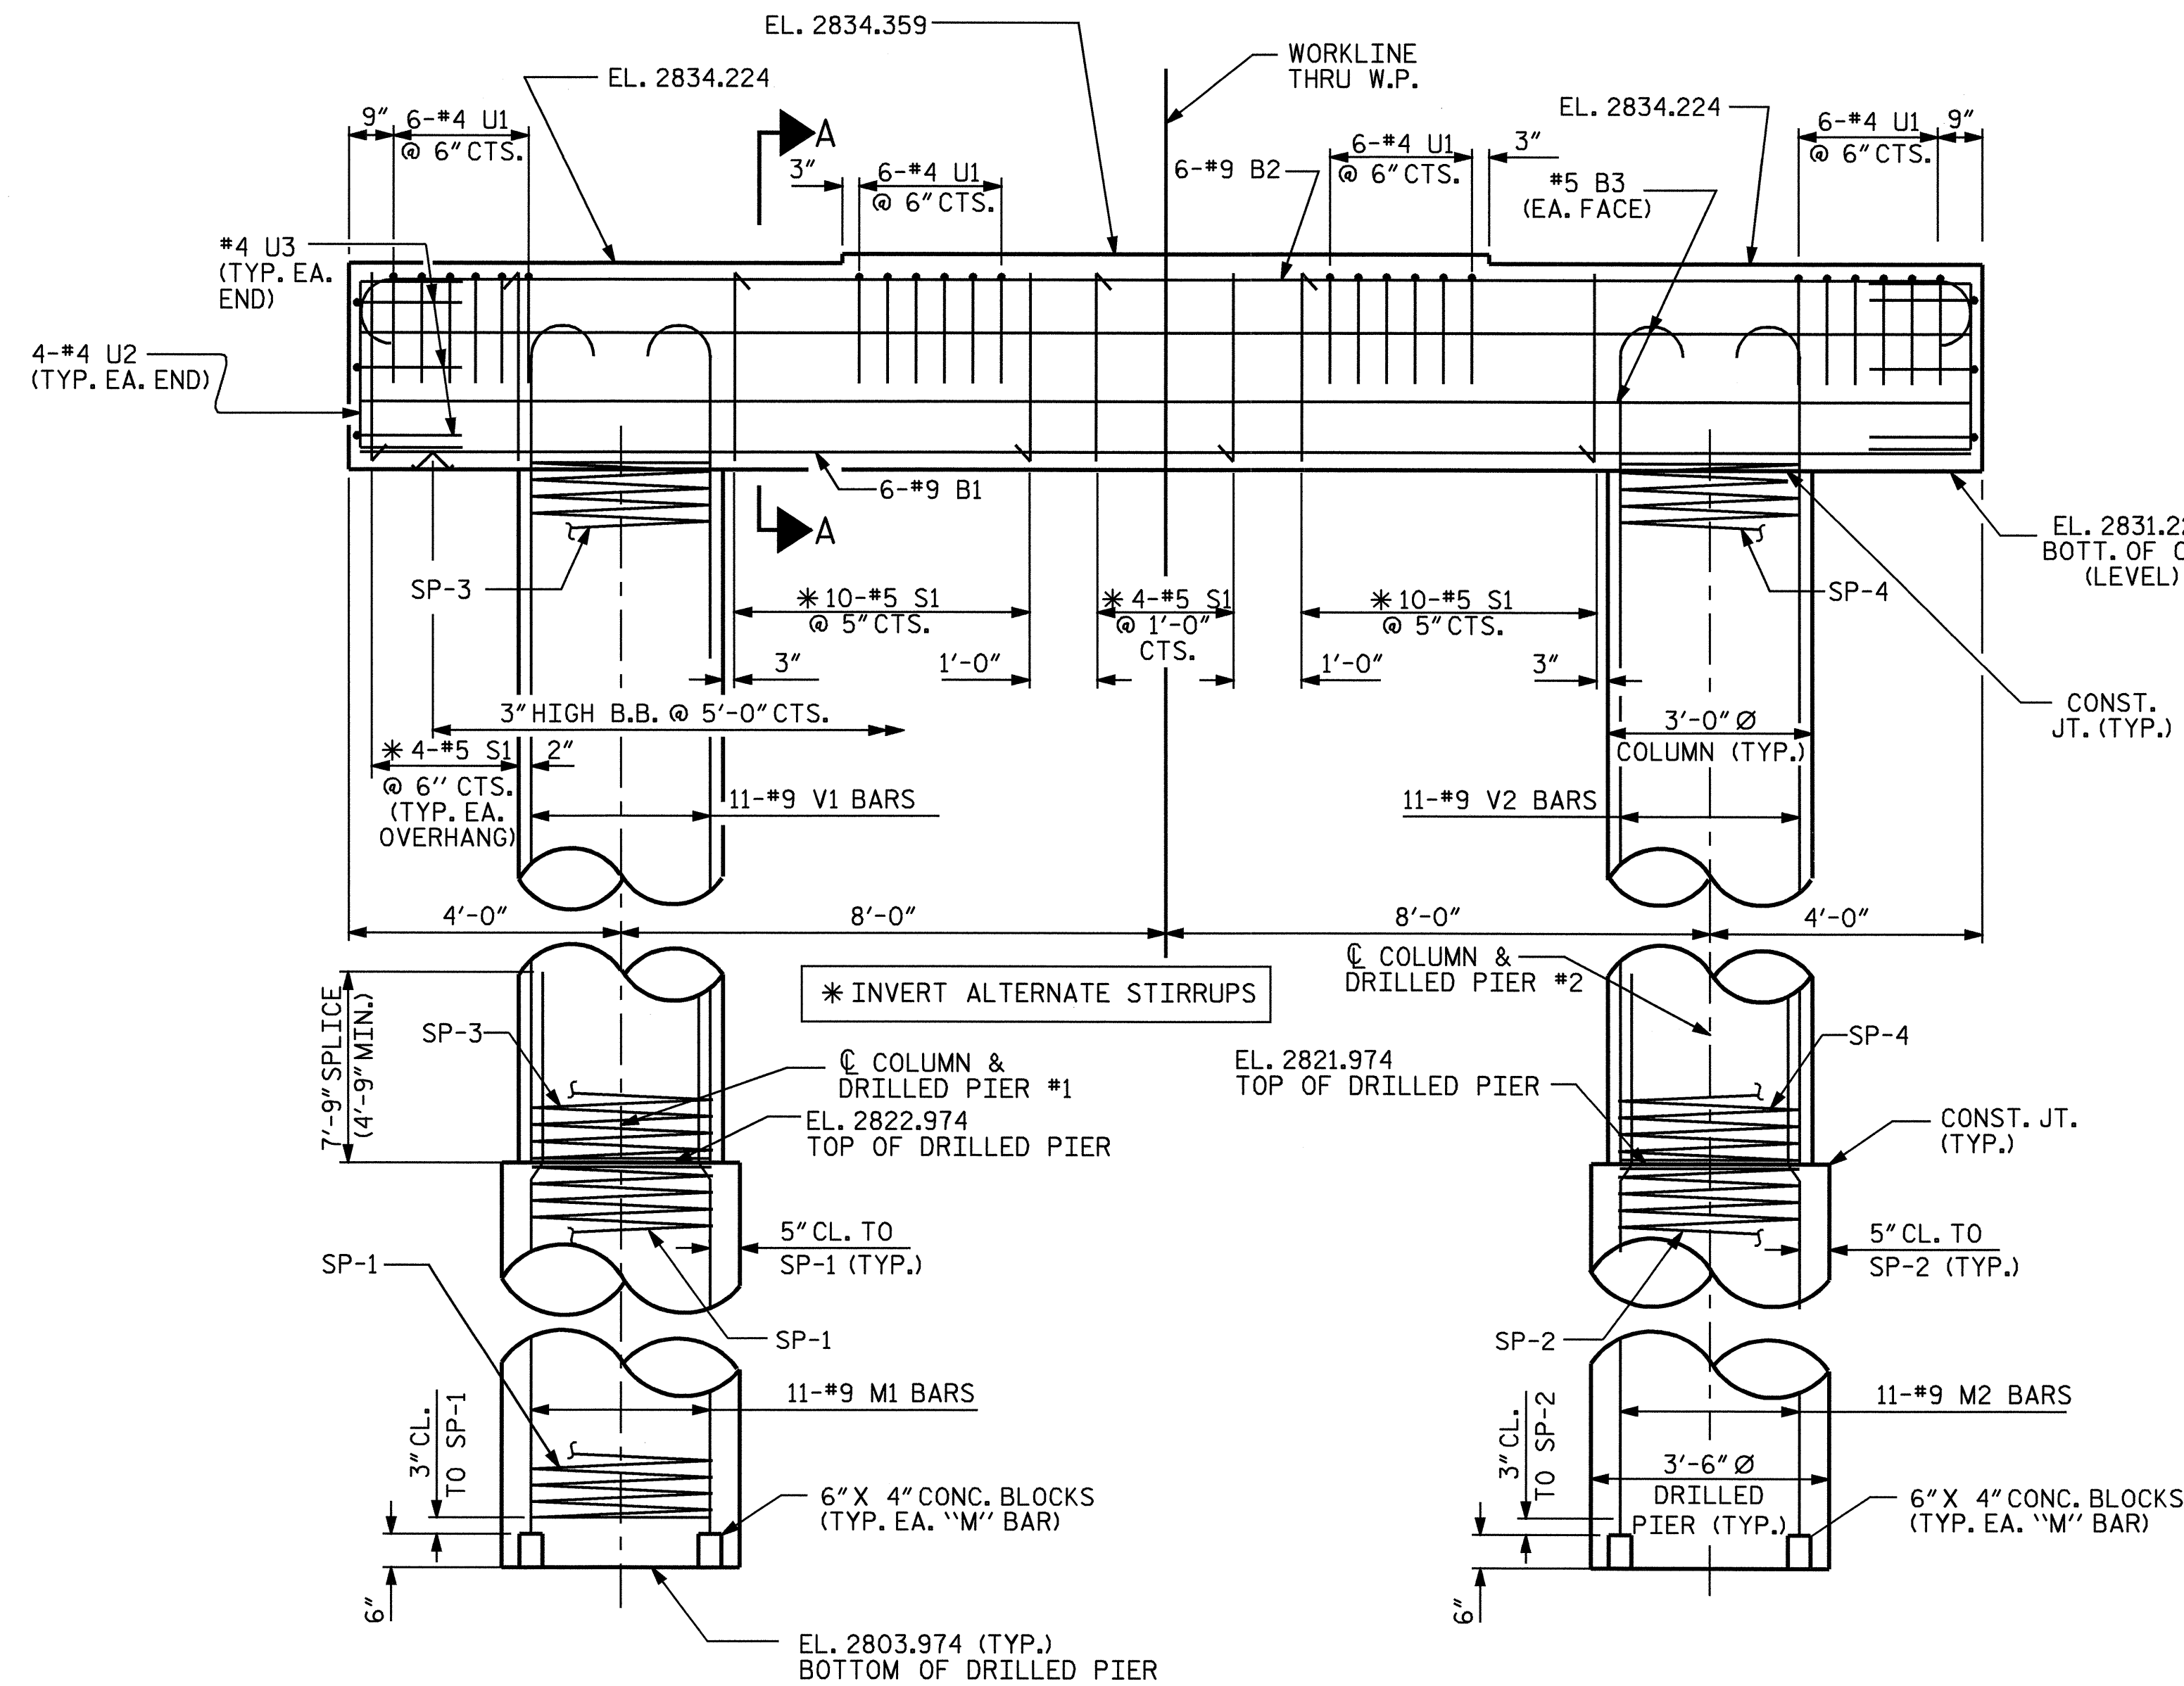 EL. 2834.359
WORKLINE
THRU W.P.
EL. 2834.224
EL. 2834.224
9"
6-#4 U1
@ 6" CTS.
A
3"
6-#4 U1
@ 6" CTS.
6-#9 B2
6-#4 U1
@ 6" CTS.
3"
#5 B3
(EA. FACE)
6-#4 U1
@ 6" CTS.
9"
#4 U3
(TYP. EA.
END)
4-#4 U2
(TYP. EA. END)
6-#9 B1
A
EL. 2831.22
BOTT. OF
(LEVEL)
SP-3
SP-4
✳ 10-#5 S1
@ 5" CTS.
✳ 4-#5 S1
@ 1'-0"
CTS.
✳ 10-#5 S1
@ 5" CTS.
3"
1'-0"
1'-0"
3"
CONST.
JT. (TYP.)
3" HIGH B.B. @ 5'-0" CTS.
3'-0" Ø
COLUMN (TYP.)
✳ 4-#5 S1
2"
@ 6" CTS.
(TYP. EA.
OVERHANG)
11-#9 V1 BARS
11-#9 V2 BARS
4'-0"
8'-0"
8'-0"
4'-0"
℄ COLUMN &
DRILLED PIER #2
✳ INVERT ALTERNATE STIRRUPS
7'-9" SPLICE
(4'-9" MIN.)
SP-3
℄ COLUMN &
DRILLED PIER #1
EL. 2821.974
TOP OF DRILLED PIER
SP-4
EL. 2822.974
TOP OF DRILLED PIER
CONST. JT.
(TYP.)
5" CL. TO
SP-1 (TYP.)
5" CL. TO
SP-2 (TYP.)
SP-1
SP-1
SP-2
11-#9 M1 BARS
11-#9 M2 BARS
3" CL.
TO SP-1
3" CL.
TO SP-2
3'-6" Ø
DRILLED
PIER (TYP.)
6" X 4" CONC. BLOCKS
(TYP. EA. "M" BAR)
6" X 4" CONC. BLOCKS
(TYP. EA. "M" BAR)
6"
6"
EL. 2803.974 (TYP.)
BOTTOM OF DRILLED PIER